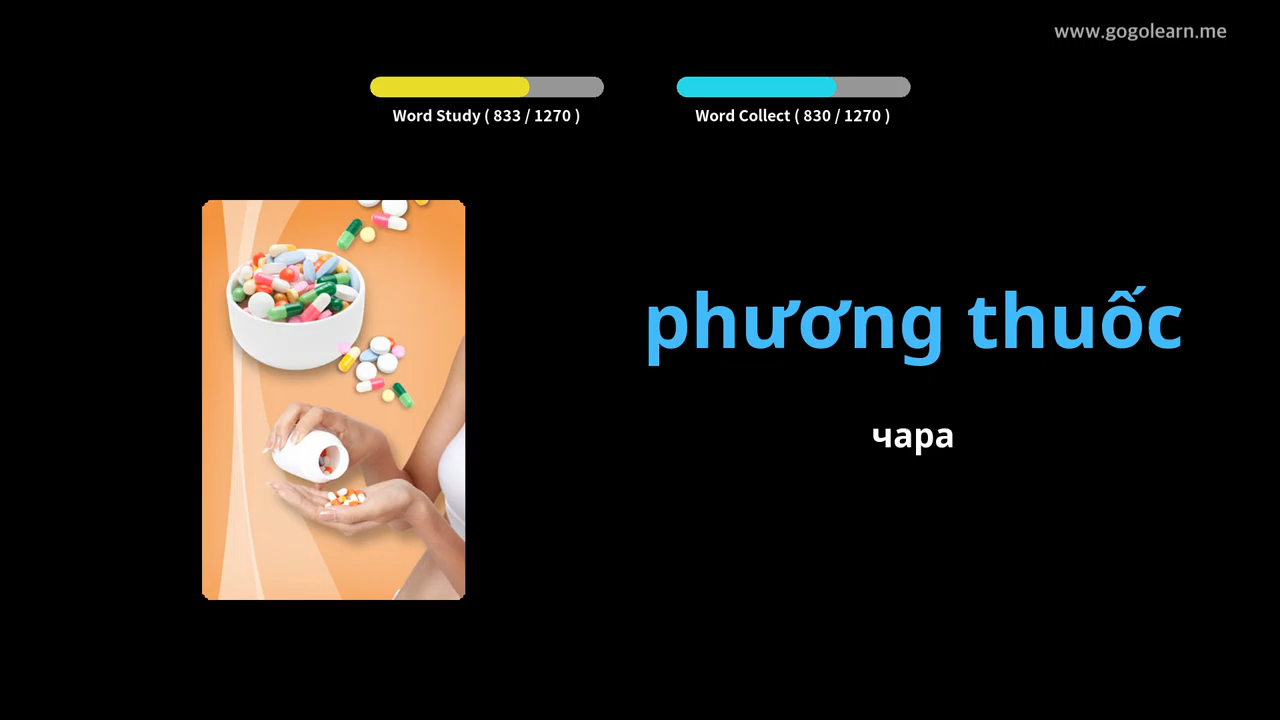 www.gogolearn.me
Word Study ( 833 / 1270 )
Word Collect ( 830 / 1270 )
phương thuốc
чара